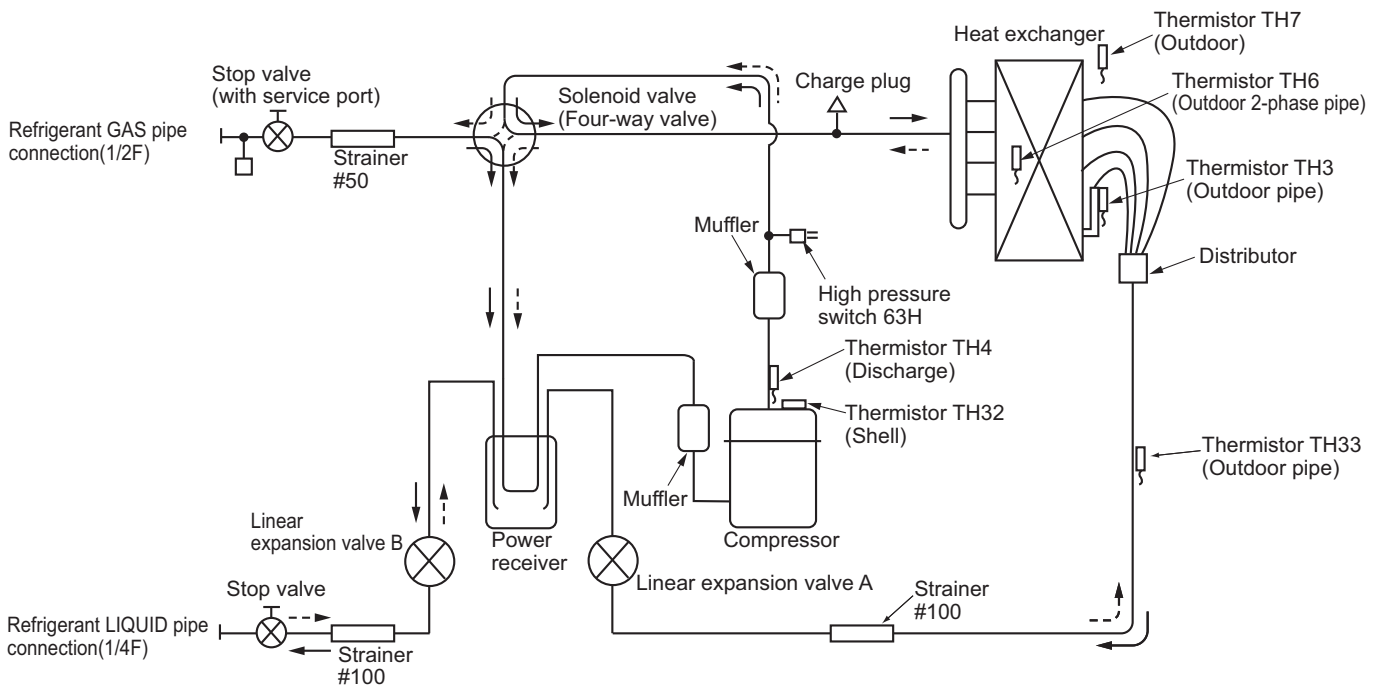 Thermistor TH7
(Outdoor)
Heat exchanger
Stop valve
(with service port)
Charge plug
Thermistor TH6
(Outdoor 2-phase pipe)
Solenoid valve
(Four-way valve)
Refrigerant GAS pipe
connection(1/2F)
Strainer
#50
Thermistor TH3
(Outdoor pipe)
Muffler
Distributor
High pressure
switch 63H
Thermistor TH4
(Discharge)
Thermistor TH32
(Shell)
Thermistor TH33
(Outdoor pipe)
Muffler
Linear
expansion valve B
Power
receiver
Compressor
Linear expansion valve A
Stop valve
Strainer
#100
Refrigerant LIQUID pipe
connection(1/4F)
Strainer
#100